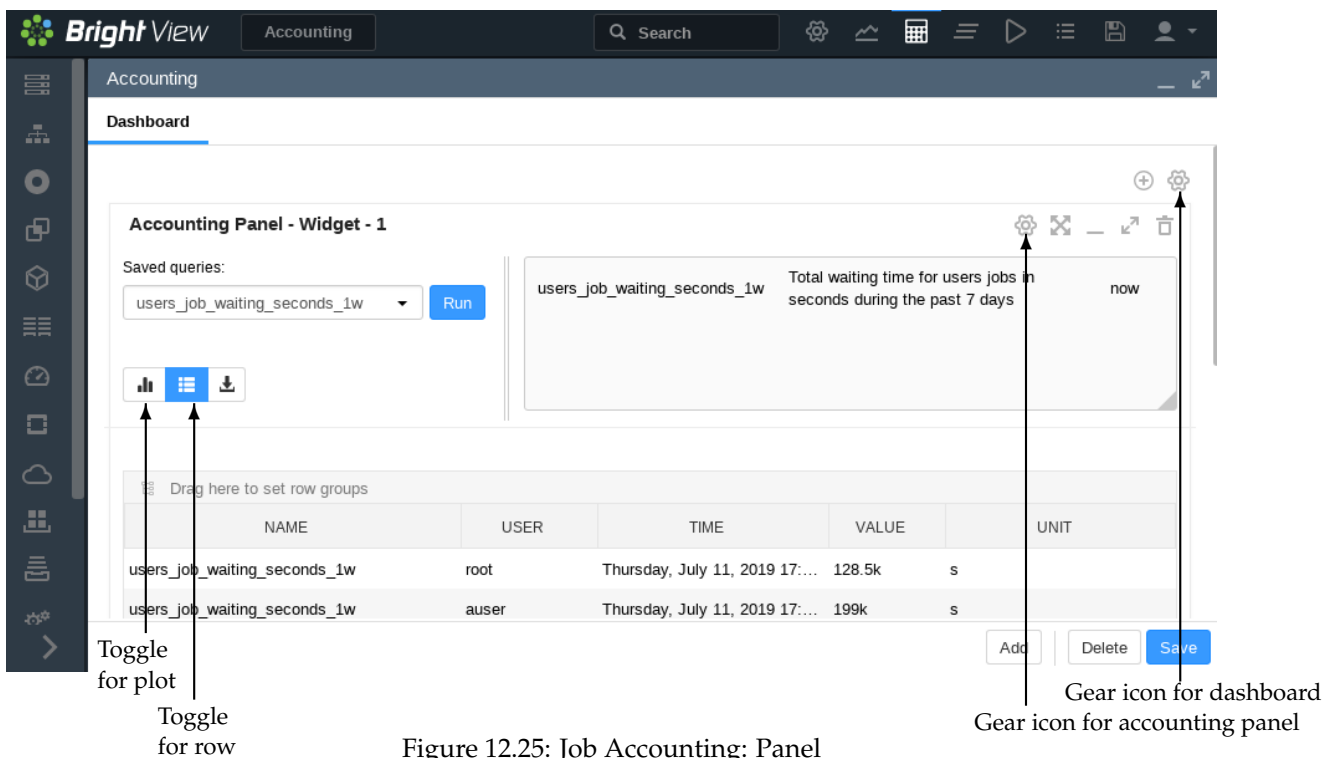 Bright View
Accounting
Search
Accounting
Dashboard
Accounting Panel - Widget - 1
Saved queries:
users_job_waiting_seconds_1w
Run
users_job_waiting_seconds_1w
Total waiting time for users jobs in
seconds during the past 7 days
now
Drag here to set row groups
NAME USER TIME VALUE UNIT
users_job_waiting_seconds_1w root Thursday, July 11, 2019 17:... 128.5k s
users_job_waiting_seconds_1w auser Thursday, July 11, 2019 17:... 199k s
Add Delete Save
Toggle
for plot
Toggle
for row
Gear icon for dashboard
Gear icon for accounting panel
Figure 12.25: Job Accounting: Panel